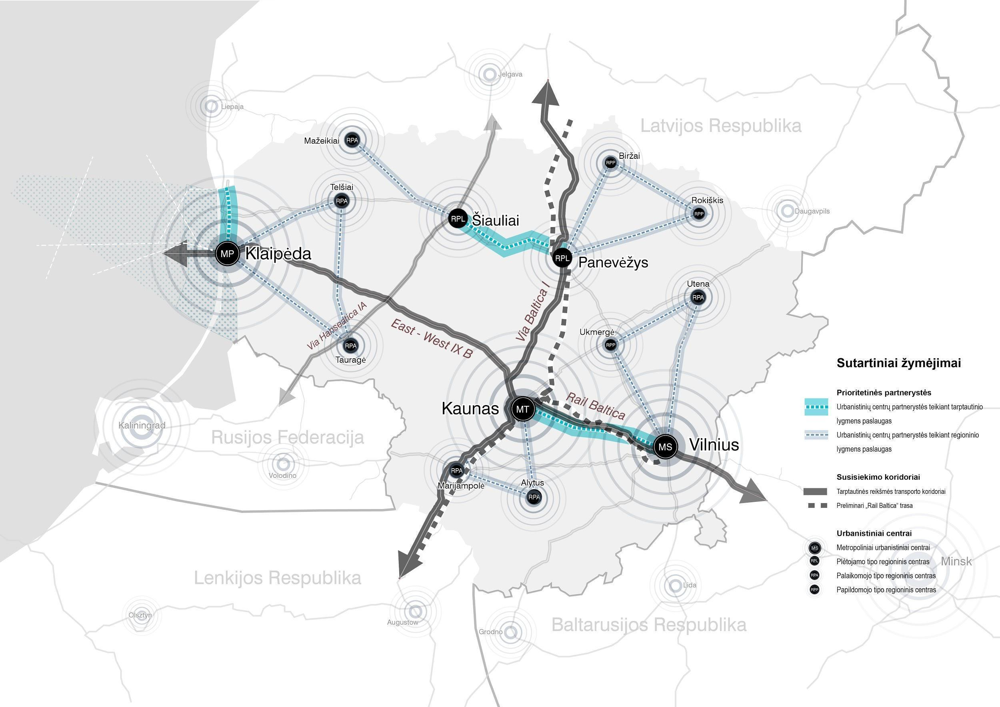 Jelgava
Liepaja
Latvijos Respublika
Mažeikiai
RPA
Biržai
RPP
Telšiai
RPA
Rokiškis
RPP
Daugavpils
RPL
Šiauliai
MP
Klaipėda
RPL
Panevėžys
Utena
RPA
Via Baltica I
Via Hanseatica IA
East - West IX B
Ukmergė
RPP
RPA
Tauragė
Kaunas
MT
Rail Baltica
Kaliningrad
Rusijos Federacija
MS
Vilnius
Volodino
RPA
Marijampolė
Alytus
RPA
Lenkijos Respublika
Minsk
Lida
Olsztyn
Augustow
Grodno
Baltarusijos Respublika
Sutartiniai žymėjimai
Prioritetinės partnerystės
Urbanistinių centrų partnerystės teikiant tarptautinio
lygmens paslaugas
Urbanistinių centrų partnerystės teikiant regioninio
lygmens paslaugas
Susisiekimo koridoriai
Tarptautinės reikšmės transporto koridoriai
Preliminari „Rail Baltica“ trasa
Urbanistiniai centrai
MS Metropoliniai urbanistiniai centrai
RPL Plėtojamo tipo regioninis centras
RPA Palaikomojo tipo regioninis centras
RPP Papildomojo tipo regioninis centras